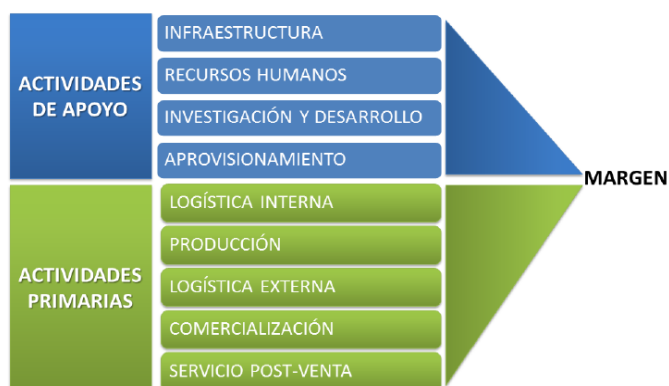 ACTIVIDADES
DE APOYO
INFRAESTRUCTURA
RECURSOS HUMANOS
INVESTIGACIÓN Y DESARROLLO
APROVISIONAMIENTO
MARGEN
ACTIVIDADES
PRIMARIAS
LOGÍSTICA INTERNA
PRODUCCIÓN
LOGÍSTICA EXTERNA
COMERCIALIZACIÓN
SERVICIO POST-VENTA